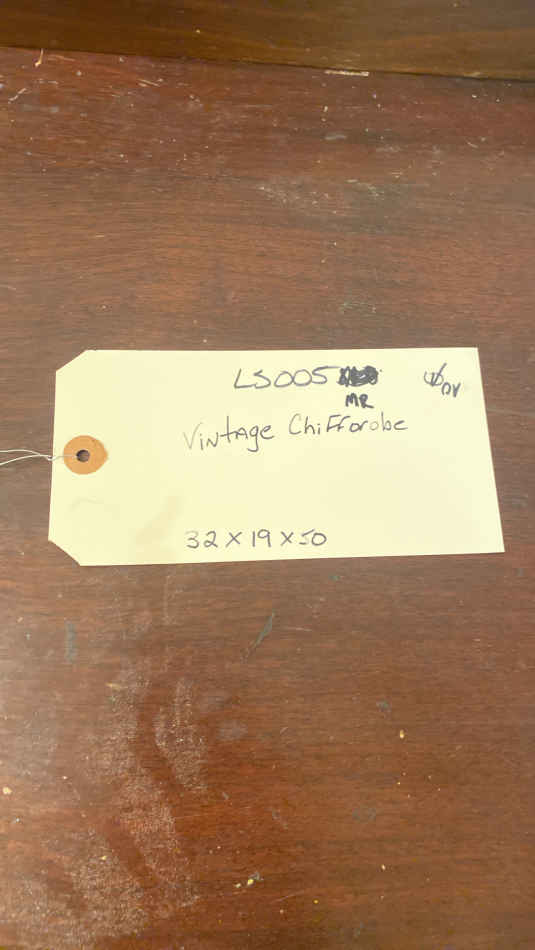 LS005
MR
Vintage Chifforobe
32 x 19 x 50